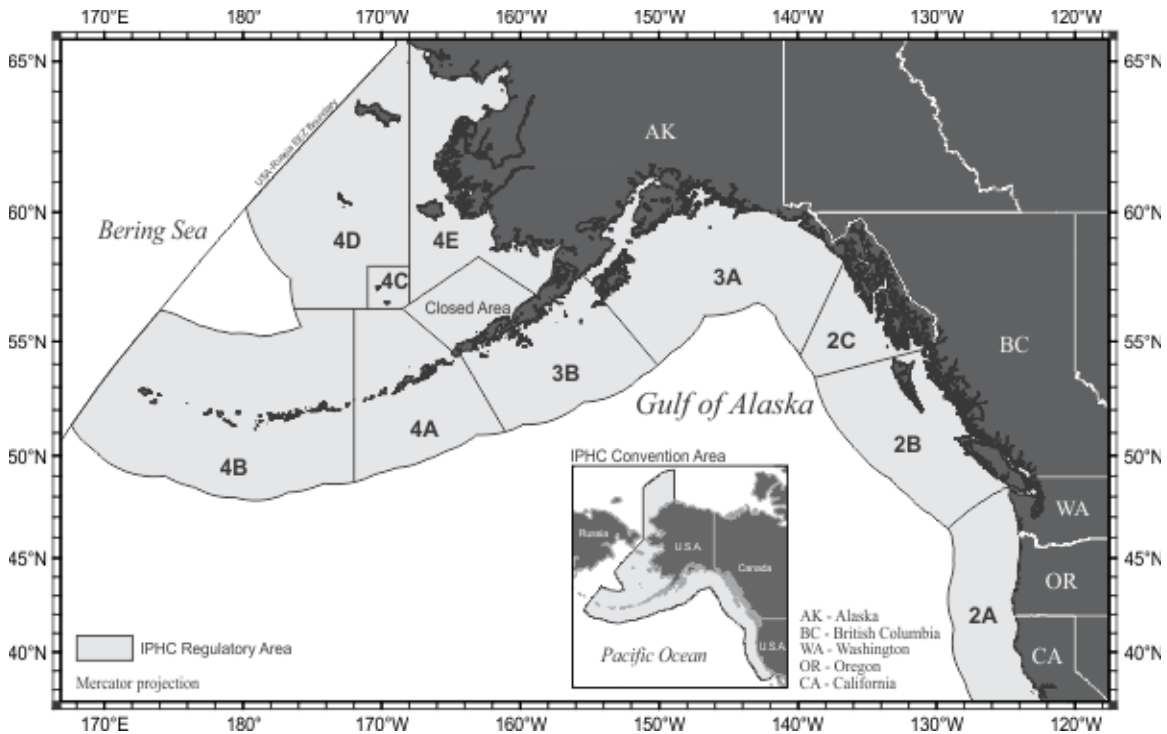 170°E 180° 170°W 160°W 150°W 140°W 130°W 120°W
65°N 65°N
USA-Russia EEZ Boundary
AK
60°N 60°N
Bering Sea
4D 4E
4C
3A
Closed Area
55°N 55°N
2C
BC
3B
Gulf of Alaska
4A
2B
4B
50°N 50°N
IPHC Convention Area
WA
Russia
U.S.A.
Canada
45°N 45°N
OR
2A
AK - Alaska
BC - British Columbia
WA - Washington
OR - Oregon
CA - California
U.S.A.
IPHC Regulatory Area
Pacific Ocean
CA
40°N 40°N
Mercator projection
170°E 180° 170°W 160°W 150°W 140°W 130°W 120°W